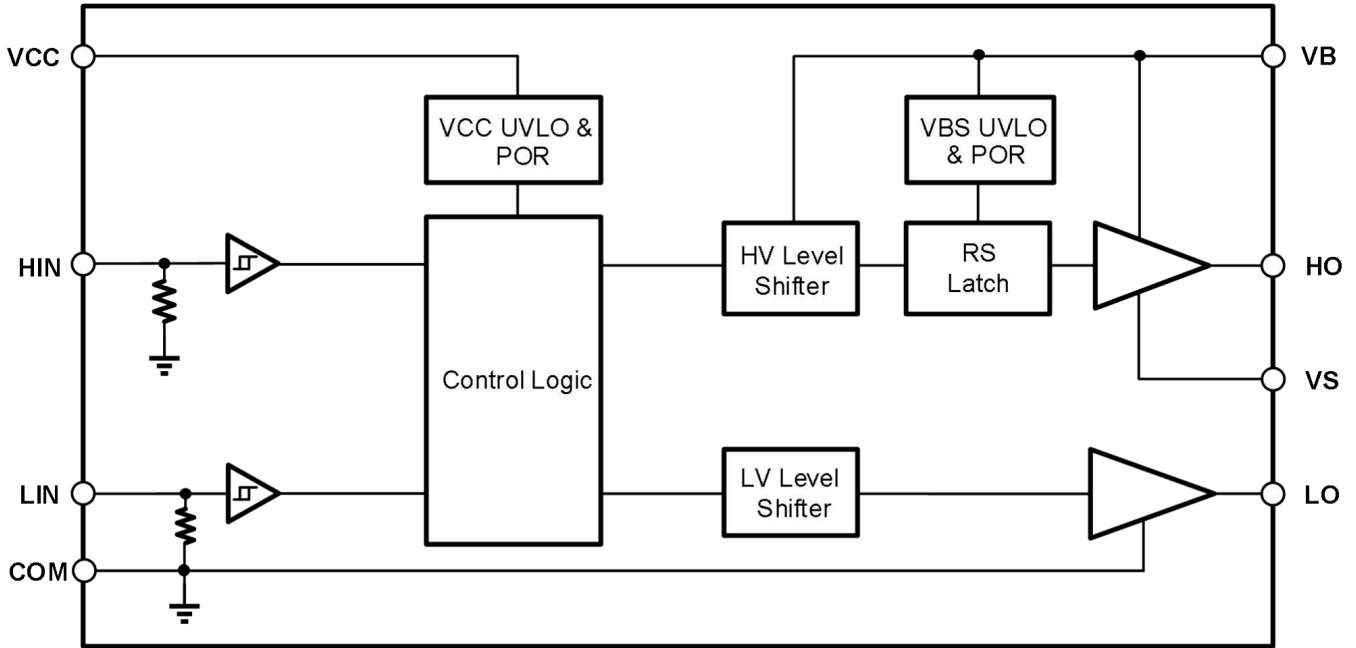 VCC
VB
VCC UVLO &
POR
VBS UVLO
& POR
HIN
HV Level
Shifter
RS
Latch
HO
Control Logic
VS
LIN
LV Level
Shifter
LO
COM